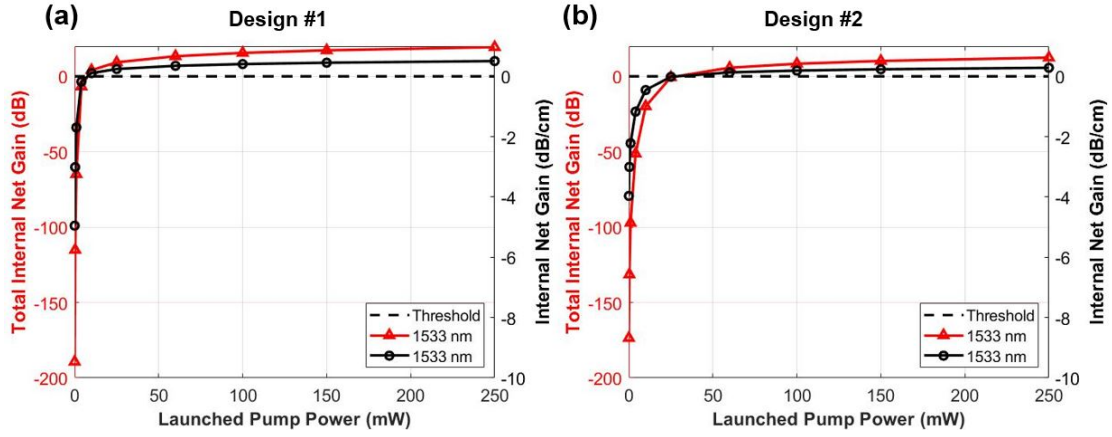 (a)
Design #1
Total Internal Net Gain (dB)
0
-50
-100
-150
-200
0
-2
-4
-6
-8
-10
Internal Net Gain (dB/cm)
Threshold
1533 nm
1533 nm
0 50 100 150 200 250
Launched Pump Power (mW)
(b)
Design #2
Total Internal Net Gain (dB)
0
-50
-100
-150
-200
0
-2
-4
-6
-8
-10
Internal Net Gain (dB/cm)
Threshold
1533 nm
1533 nm
0 50 100 150 200 250
Launched Pump Power (mW)